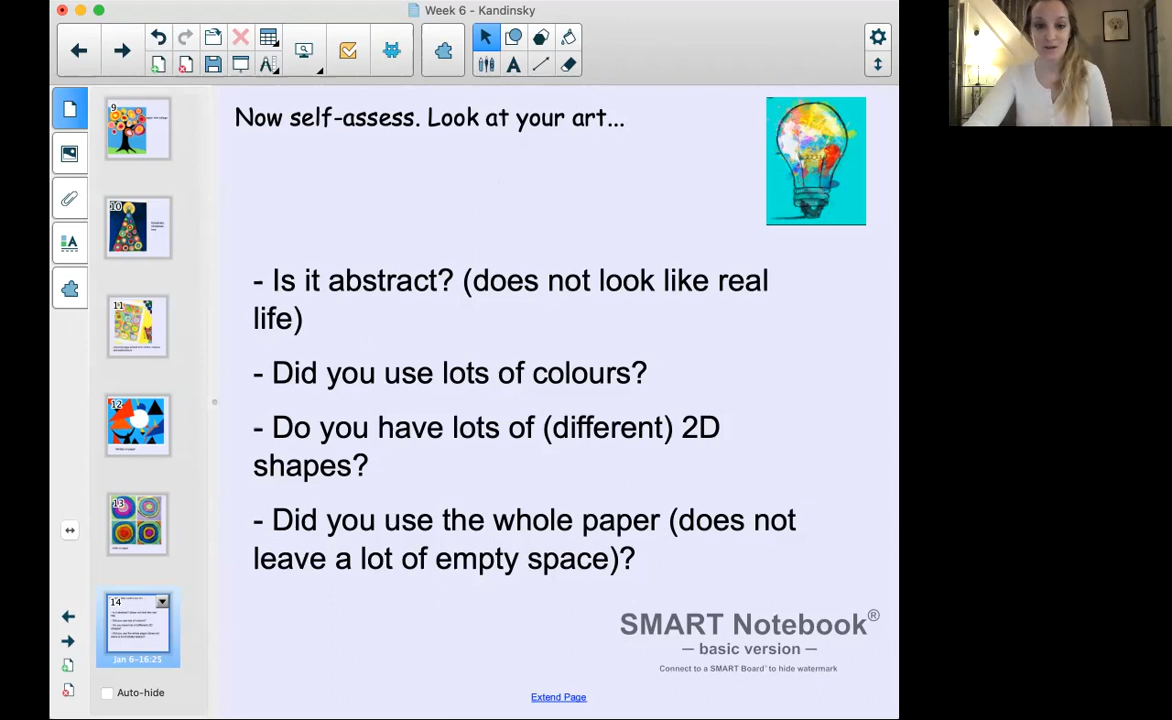 Week 6 - Kandinsky
9
10
11
12
13
14
Jan 6-16:25
Auto-hide
Now self-assess. Look at your art...
- Is it abstract? (does not look like real
life)
- Did you use lots of colours?
- Do you have lots of (different) 2D
shapes?
- Did you use the whole paper (does not
leave a lot of empty space)?
SMART Notebook®
— basic version —
Connect to a SMART Board™ to hide watermark
Extend Page